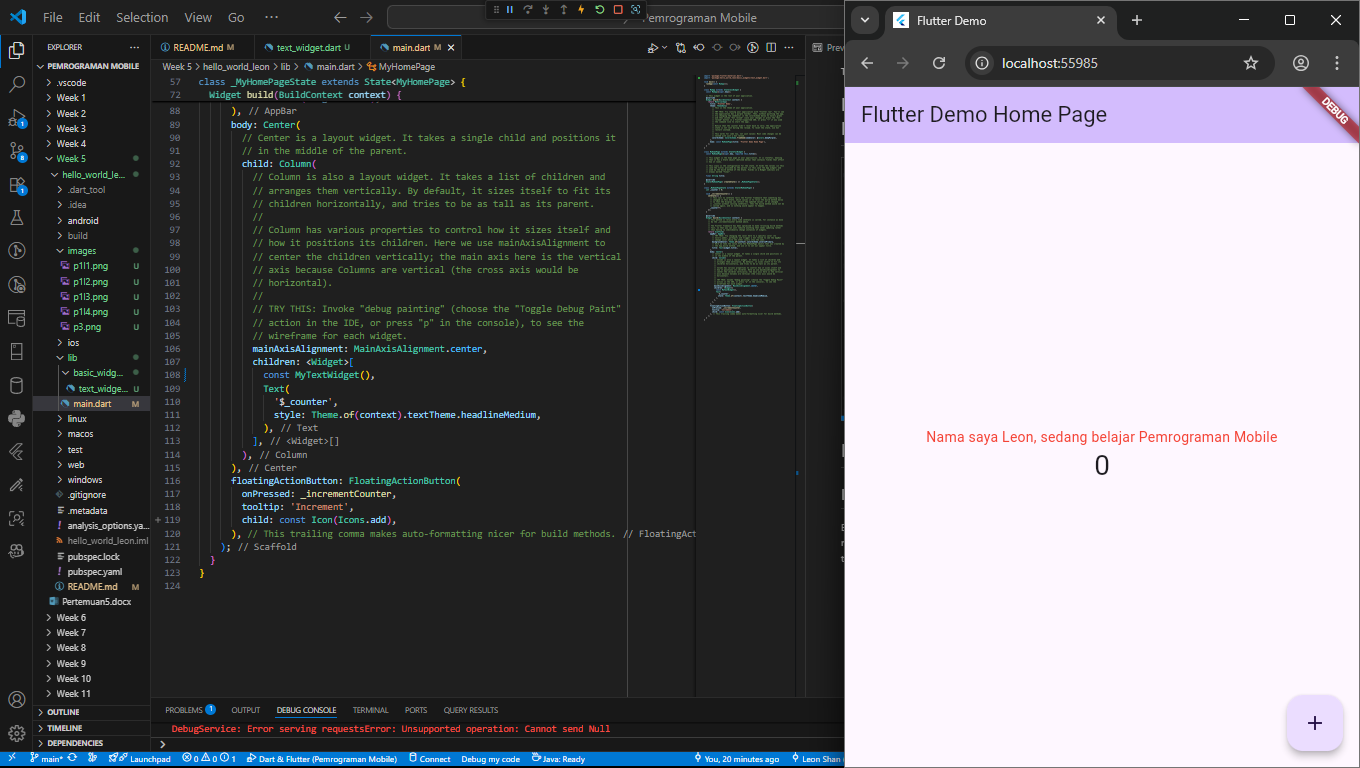 File Edit Selection View Go ··· Pemrograman Mobile
EXPLORER ···
PEMROGRAMAN MOBILE
.vscode
Week 1
Week 2
Week 3
Week 4
Week 5
hello_world_le...
.dart_tool
.idea
android
build
images
p1l1.png U
p1l2.png U
p1l3.png U
p1l4.png U
p3.png U
ios
lib
basic_widg...
text_widge... U
main.dart M
linux
macos
test
web
windows
.gitignore
.metadata
analysis_options.ya...
hello_world_leon.iml
pubspec.lock
pubspec.yaml
README.md M
Pertemuan5.docx
Week 6
Week 7
Week 8
Week 9
Week 10
Week 11
OUTLINE
TIMELINE
DEPENDENCIES
README.md M text_widget.dart U main.dart M
Prev
Week 5 > hello_world_leon > lib > main.dart > MyHomePage
57 class _MyHomePageState extends State<MyHomePage> {
72 Widget build(BuildContext context) {
88 ), // AppBar
89 body: Center(
90 // Center is a layout widget. It takes a single child and positions it
91 // in the middle of the parent.
92 child: Column(
93 // Column is also a layout widget. It takes a list of children and
94 // arranges them vertically. By default, it sizes itself to fit its
95 // children horizontally, and tries to be as tall as its parent.
96 //
97 // Column has various properties to control how it sizes itself and
98 // how it positions its children. Here we use mainAxisAlignment to
99 // center the children vertically; the main axis here is the vertical
100 // axis because Columns are vertical (the cross axis would be
101 // horizontal).
102 //
103 // TRY THIS: Invoke "debug painting" (choose the "Toggle Debug Paint"
104 // action in the IDE, or press "p" in the console), to see the
105 // wireframe for each widget.
106 mainAxisAlignment: MainAxisAlignment.center,
107 children: <Widget>[
108 const MyTextWidget(),
109 Text(
110 '$_counter',
111 style: Theme.of(context).textTheme.headlineMedium,
112 ), // Text
113 ], // <Widget>[]
114 ), // Column
115 ), // Center
116 floatingActionButton: FloatingActionButton(
117 onPressed: _incrementCounter,
118 tooltip: 'Increment',
119 child: const Icon(Icons.add),
120 ), // This trailing comma makes auto-formatting nicer for build methods. // FloatingAct
121 ); // Scaffold
122 }
123 }
124
PROBLEMS 1 OUTPUT DEBUG CONSOLE TERMINAL PORTS QUERY RESULTS
DebugService: Error serving requestsError: Unsupported operation: Cannot send Null
main* Launchpad 0 0 1 Dart & Flutter (Pemrograman Mobile) Connect Debug my code Java: Ready You, 20 minutes ago Leon Shan
Flutter Demo
localhost:55985
Flutter Demo Home Page
DEBUG
Nama saya Leon, sedang belajar Pemrograman Mobile
0
+